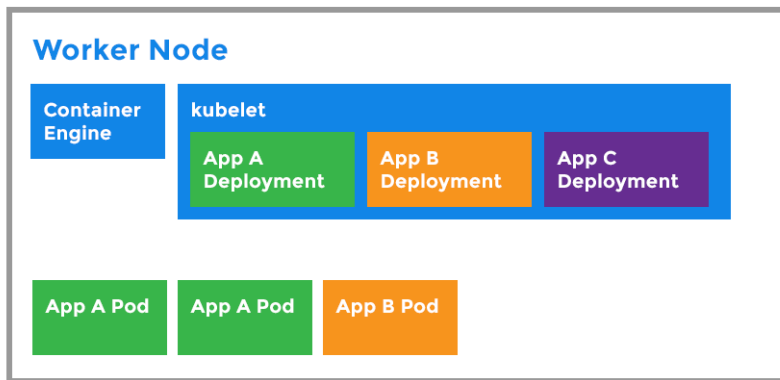 Worker Node
Container
Engine
kubelet
App A
Deployment
App B
Deployment
App C
Deployment
App A Pod
App A Pod
App B Pod